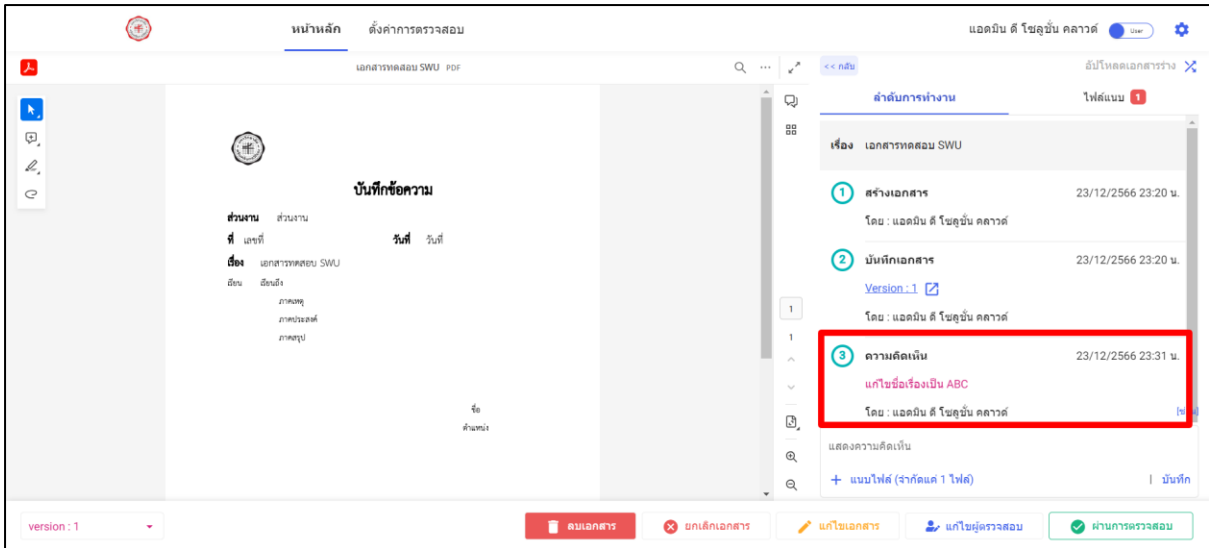 หน้าหลัก ตั้งค่าการตรวจสอบ แอดมิน ดี โซลูชั่น คลาวด์ User
เอกสารทดสอบ SWU PDF
<< กลับ อัปโหลดเอกสารร่าง
ลำดับการทำงาน ไฟล์แนบ 1
เรื่อง เอกสารทดสอบ SWU
บันทึกข้อความ
ส่วนงาน ส่วนงาน
ที่ เลขที่ วันที่ วันที่
เรื่อง เอกสารทดสอบ SWU
เรียน เรียนถึง
ภาคเหตุ
ภาคประสงค์
ภาคสรุป
ชื่อ
ตำแหน่ง
1
1
1 สร้างเอกสาร 23/12/2566 23:20 น.
โดย : แอดมิน ดี โซลูชั่น คลาวด์
2 บันทึกเอกสาร 23/12/2566 23:20 น.
Version : 1
โดย : แอดมิน ดี โซลูชั่น คลาวด์
3 ความคิดเห็น 23/12/2566 23:31 น.
แก้ไขชื่อเรื่องเป็น ABC
โดย : แอดมิน ดี โซลูชั่น คลาวด์
แสดงความคิดเห็น
+ แนบไฟล์ (จำกัดแค่ 1 ไฟล์) | บันทึก
version : 1 ลบเอกสาร ยกเลิกเอกสาร แก้ไขเอกสาร แก้ไขผู้ตรวจสอบ ผ่านการตรวจสอบ